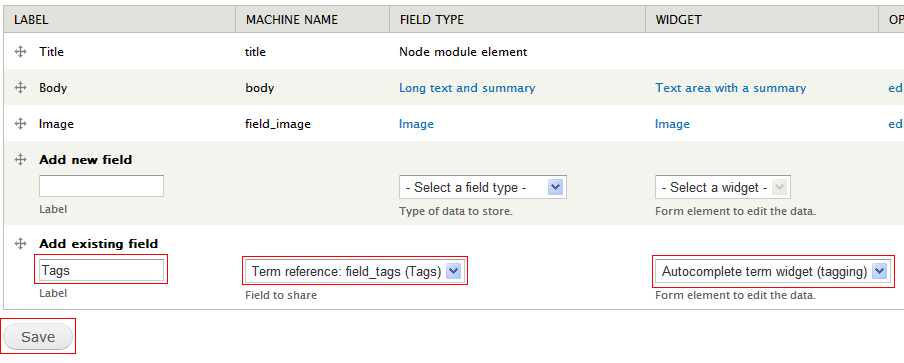 LABEL MACHINE NAME FIELD TYPE WIDGET OP
Title title Node module element
Body body Long text and summary Text area with a summary ed
Image field_image Image Image ed
Add new field
- Select a field type - - Select a widget -
Label Type of data to store. Form element to edit the data.
Add existing field
Tags Term reference: field_tags (Tags) Autocomplete term widget (tagging)
Label Field to share Form element to edit the data.
Save